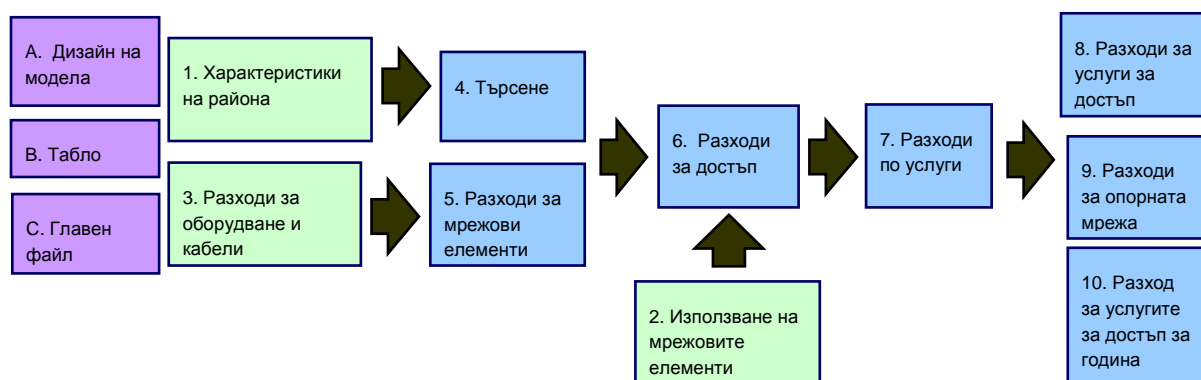 A. Дизайн на
модела
B. Табло
C. Главен
файл
1. Характеристики
на района
3. Разходи за
оборудване и
кабели
4. Търсене
5. Разходи за
мрежови
елементи
6. Разходи
за достъп
2. Използване на
мрежовите
елементи
7. Разходи
по услуги
8. Разходи за
услуги за
достъп
9. Разходи
за опорната
мрежа
10. Разход
за услугите
за достъп за
година